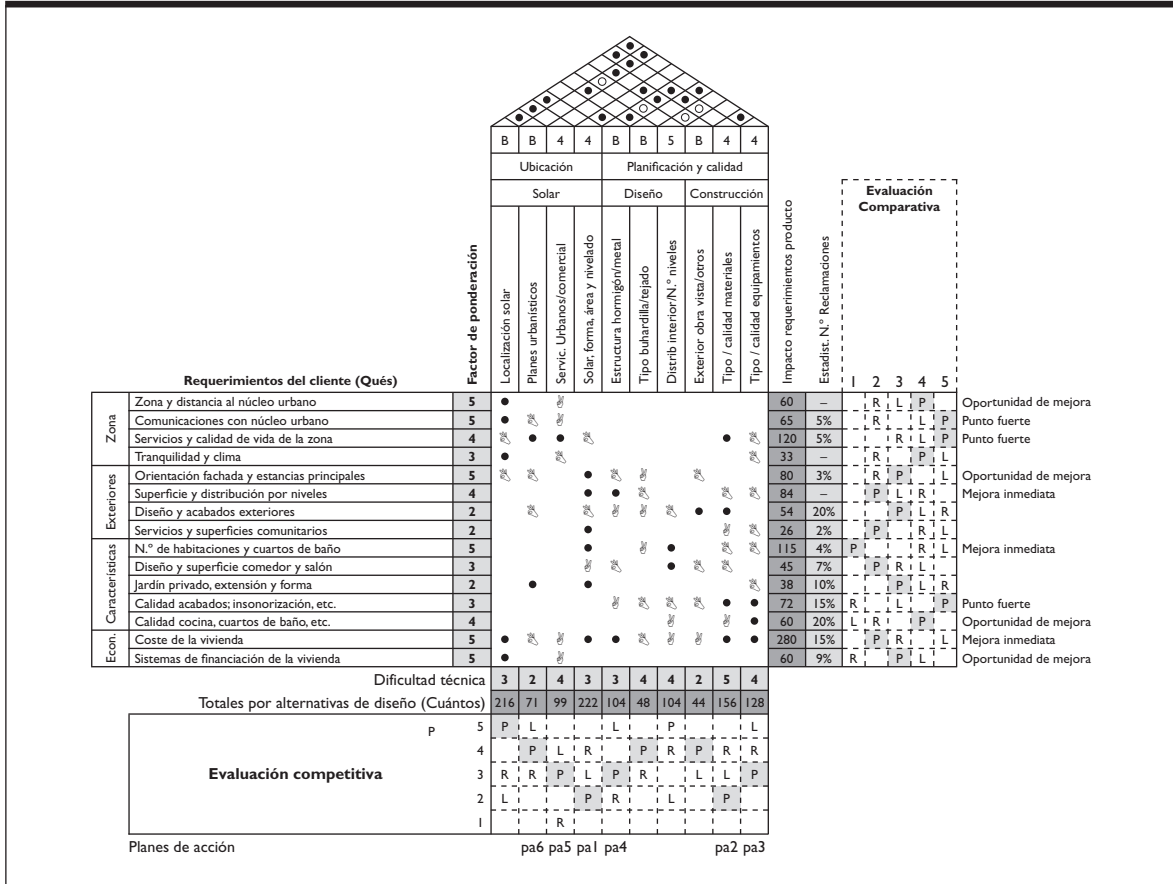 B B 4 4 B B 5 B 4 4
Ubicación Planificación y calidad
Solar Diseño Construcción
Evaluación
Comparativa
Factor de ponderación
Localización solar
Planes urbanísticos
Servic. Urbanos/comercial
Solar, forma, área y nivelado
Estructura hormigón/metal
Tipo buhardilla/tejado
Distrib interior/N.º niveles
Exterior obra vista/otros
Tipo / calidad materiales
Tipo / calidad equipamientos
Impacto requerimientos producto
Estadist. N.º Reclamaciones
Requerimientos del cliente (Qués) 1 2 3 4 5
Zona
Zona y distancia al núcleo urbano 5 60 – R L P Oportunidad de mejora
Comunicaciones con núcleo urbano 5 65 5% R L P Punto fuerte
Servicios y calidad de vida de la zona 4 120 5% R L P Punto fuerte
Tranquilidad y clima 3 33 – R P L
Exteriores
Orientación fachada y estancias principales 5 80 3% R P L Oportunidad de mejora
Superficie y distribución por niveles 4 84 – P L R Mejora inmediata
Diseño y acabados exteriores 2 54 20% P L R
Servicios y superficies comunitarios 2 26 2% P R L
Características
N.º de habitaciones y cuartos de baño 5 115 4% P R L Mejora inmediata
Diseño y superficie comedor y salón 3 45 7% P R L
Jardín privado, extensión y forma 2 38 10% P L R
Calidad acabados; insonorización, etc. 3 72 15% R L P Punto fuerte
Calidad cocina, cuartos de baño, etc. 4 60 20% L R P Oportunidad de mejora
Econ.
Coste de la vivienda 5 280 15% P R L Mejora inmediata
Sistemas de financiación de la vivienda 5 60 9% R P L Oportunidad de mejora
Dificultad técnica 3 2 4 3 3 4 4 2 5 4
Totales por alternativas de diseño (Cuántos) 216 71 99 222 104 48 104 44 156 128
P 5 P L L P L
4 P L R P R P R R
Evaluación competitiva 3 R R P L P R L L P
2 L P R L P
1 R
Planes de acción pa6 pa5 pa1 pa4 pa2 pa3